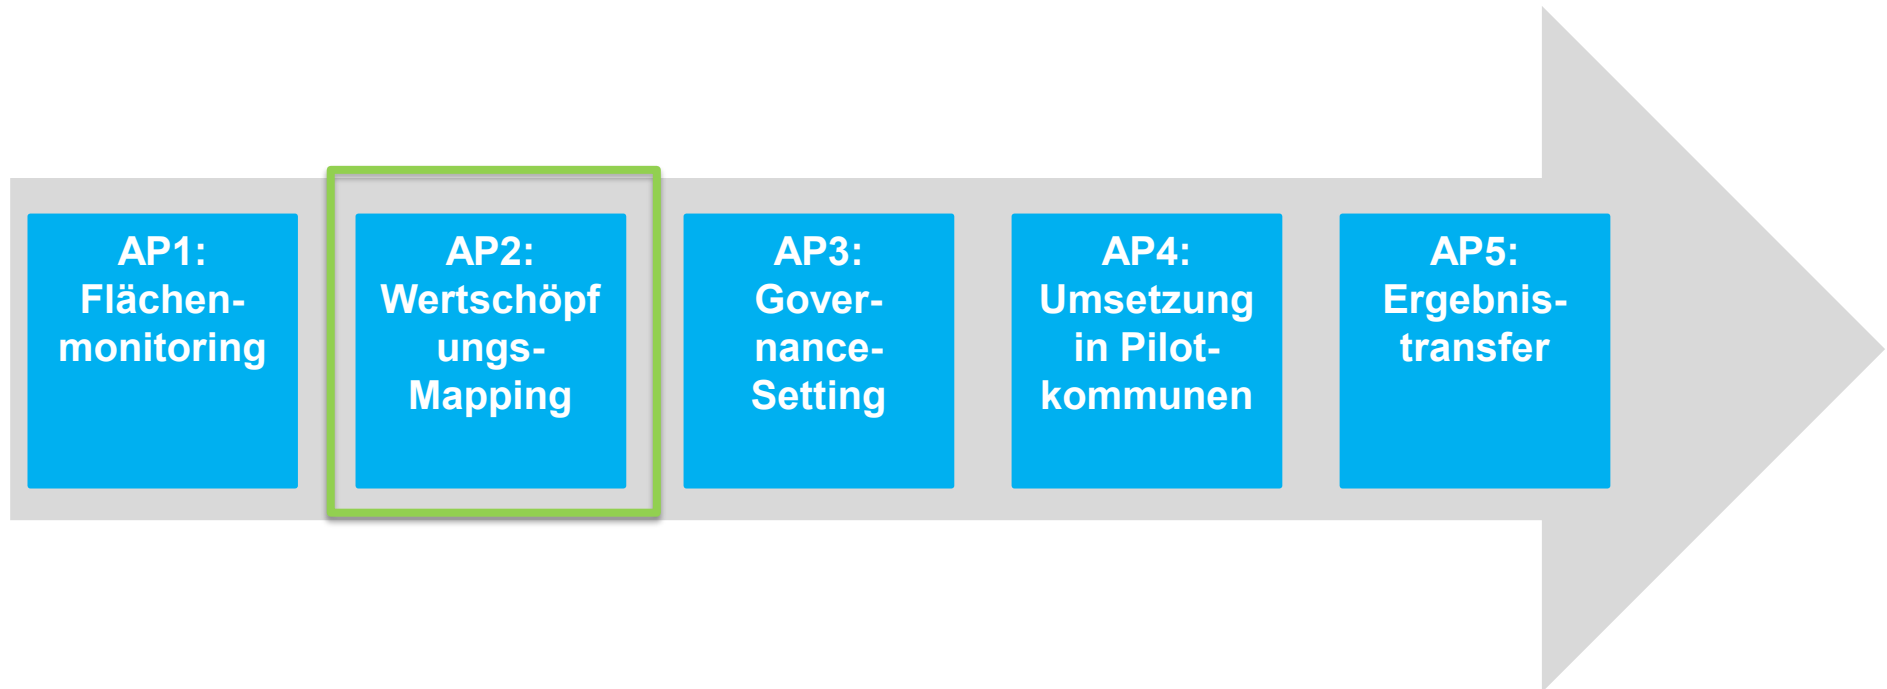 AP1:
Flächen-
monitoring
AP2:
Wertschöpf
ungs-
Mapping
AP3:
Gover-
nance-
Setting
AP4:
Umsetzung
in Pilot-
kommunen
AP5:
Ergebnis-
transfer